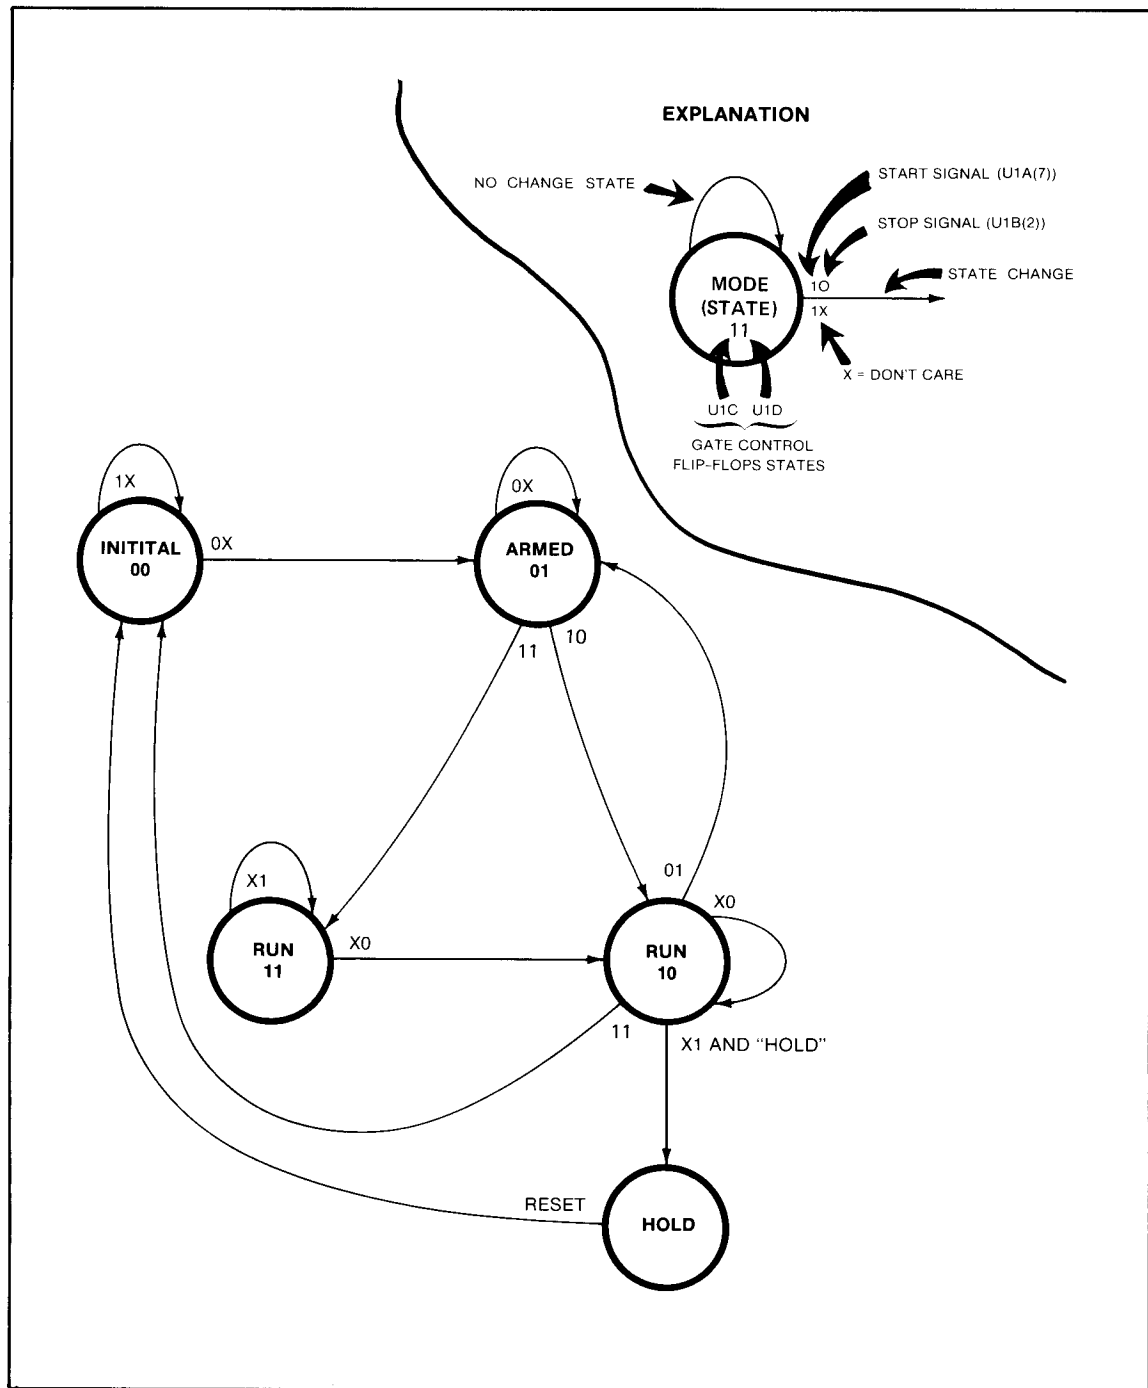 EXPLANATION
NO CHANGE STATE
START SIGNAL (U1A(7))
STOP SIGNAL (U1B(2))
STATE CHANGE
10
1X
MODE
(STATE)
11
X = DON'T CARE
U1C U1D
GATE CONTROL
FLIP-FLOPS STATES
1X
INITITAL
00
0X
0X
ARMED
01
11
10
X1
RUN
11
X0
01
X0
RUN
10
11
X1 AND "HOLD"
RESET
HOLD